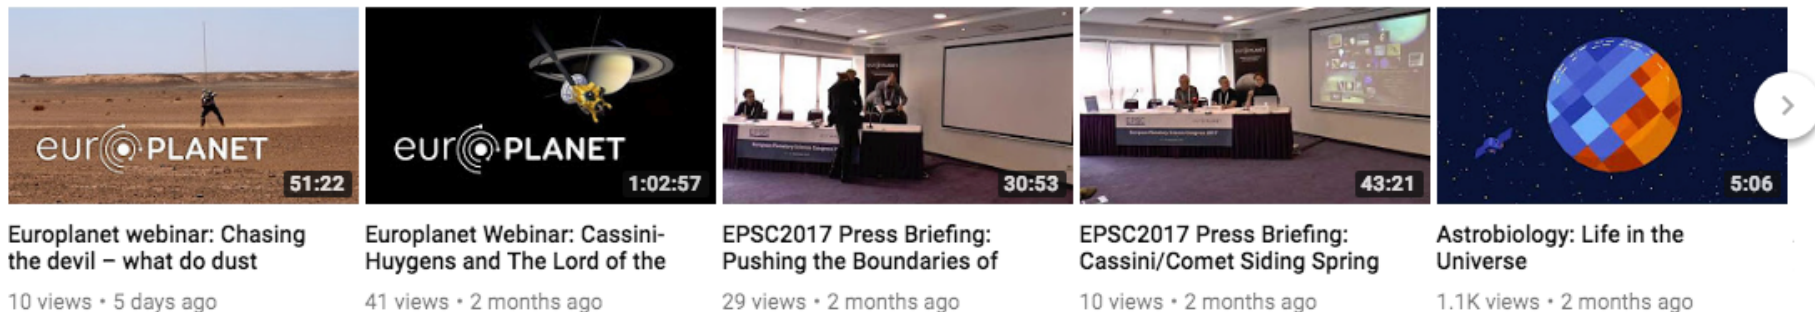 eur PLANET
51:22
Europlanet webinar: Chasing
the devil – what do dust
10 views • 5 days ago
eur PLANET
1:02:57
Europlanet Webinar: Cassini-
Huygens and The Lord of the
41 views • 2 months ago
EPSC
30:53
EPSC2017 Press Briefing:
Pushing the Boundaries of
29 views • 2 months ago
EPSC
43:21
EPSC2017 Press Briefing:
Cassini/Comet Siding Spring
10 views • 2 months ago
5:06
Astrobiology: Life in the
Universe
1.1K views • 2 months ago